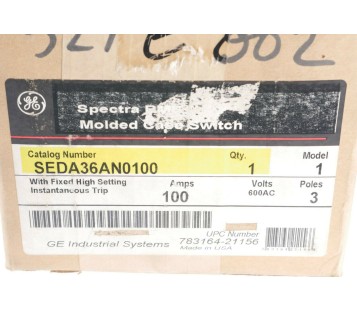 GE
Spectra
Molded Case Switch
Catalog Number Qty. Model
SEDA36AN0100 1 1
With Fixed High Setting Amps Volts Poles
Instantaneous Trip 100 600AC 3
UPC Number
GE Industrial Systems 783164-21156
Made in USA